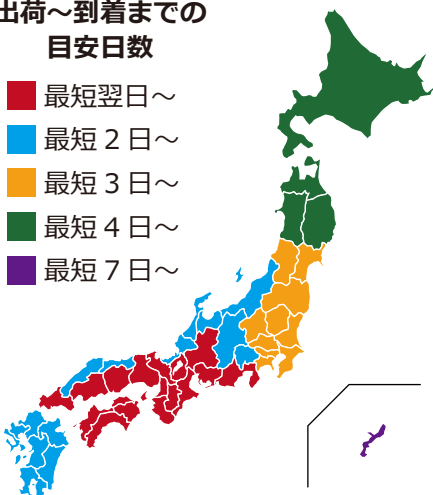 出荷～到着までの
目安日数
最短翌日～
最短２日～
最短３日～
最短４日～
最短７日～